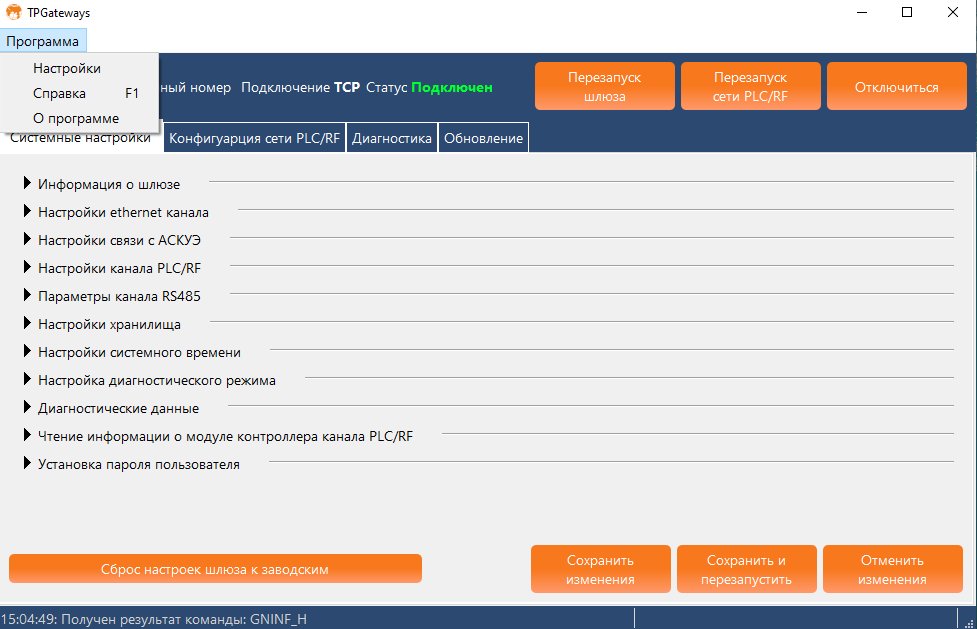 TPGateways
Программа
Настройки
Справка F1
О программе
ный номер Подключение TCP Статус Подключен
Перезапуск
шлюза
Перезапуск
сети PLC/RF
Отключиться
Системные настройки Конфигуарция сети PLC/RF Диагностика Обновление
Информация о шлюзе
Настройки ethernet канала
Настройки связи с АСКУЭ
Настройки канала PLC/RF
Параметры канала RS485
Настройки хранилища
Настройки системного времени
Настройка диагностического режима
Диагностические данные
Чтение информации о модуле контроллера канала PLC/RF
Установка пароля пользователя
Сброс настроек шлюза к заводским
Сохранить
изменения
Сохранить и
перезапустить
Отменить
изменения
15:04:49: Получен результат команды: GNINF_H